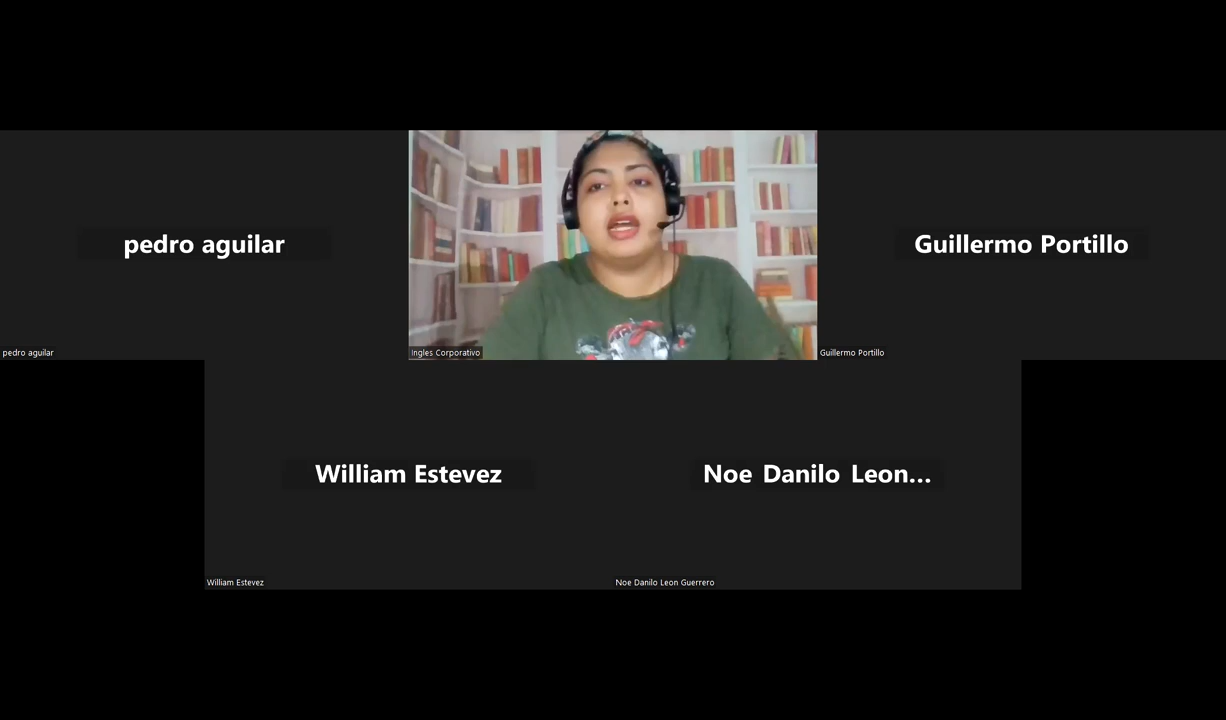 pedro aguilar
Guillermo Portillo
pedro aguilar
Ingles Corporativo
Guillermo Portillo
William Estevez
Noe Danilo Leon...
William Estevez
Noe Danilo Leon Guerrero